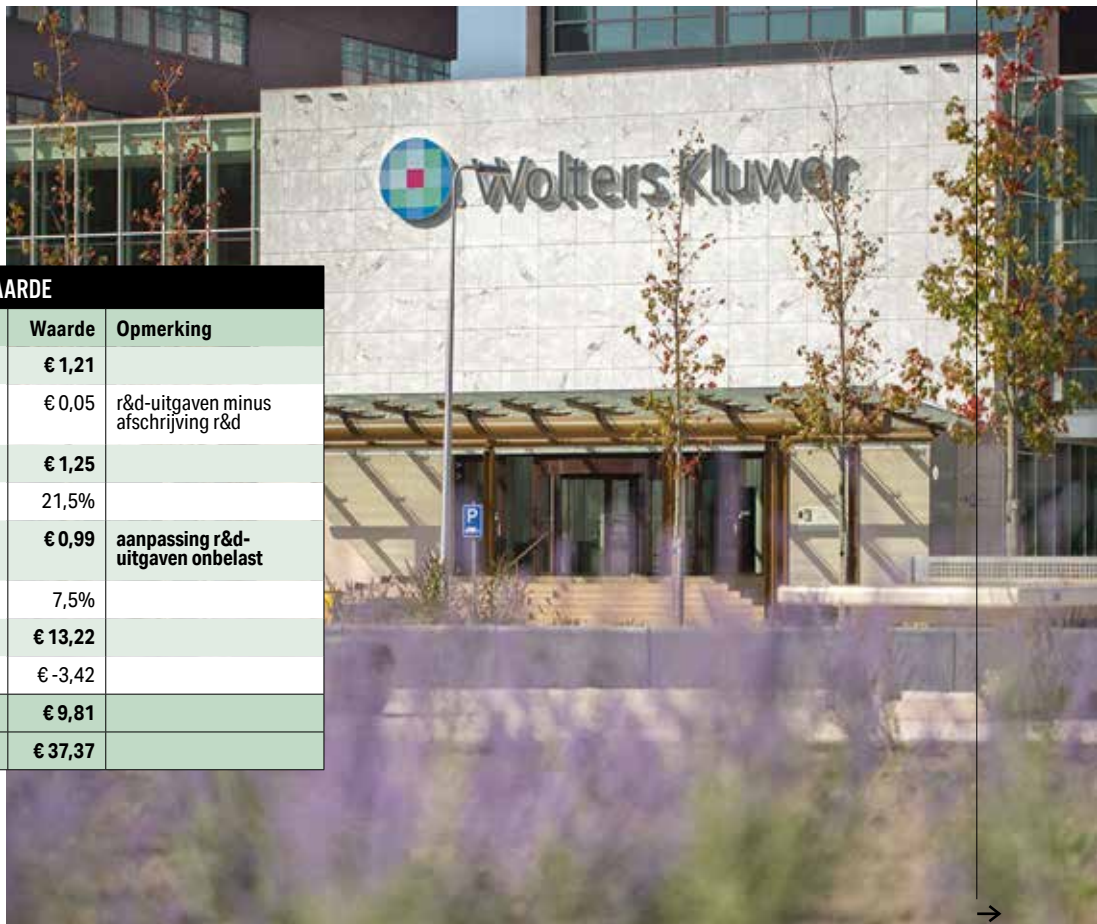 Wolters Kluwer
P
AARDE
Waarde Opmerking
€ 1,21
€ 0,05 r&d-uitgaven minus
afschrijving r&d
€ 1,25
21,5%
€ 0,99 aanpassing r&d-
uitgaven onbelast
7,5%
€ 13,22
€ -3,42
€ 9,81
€ 37,37
→